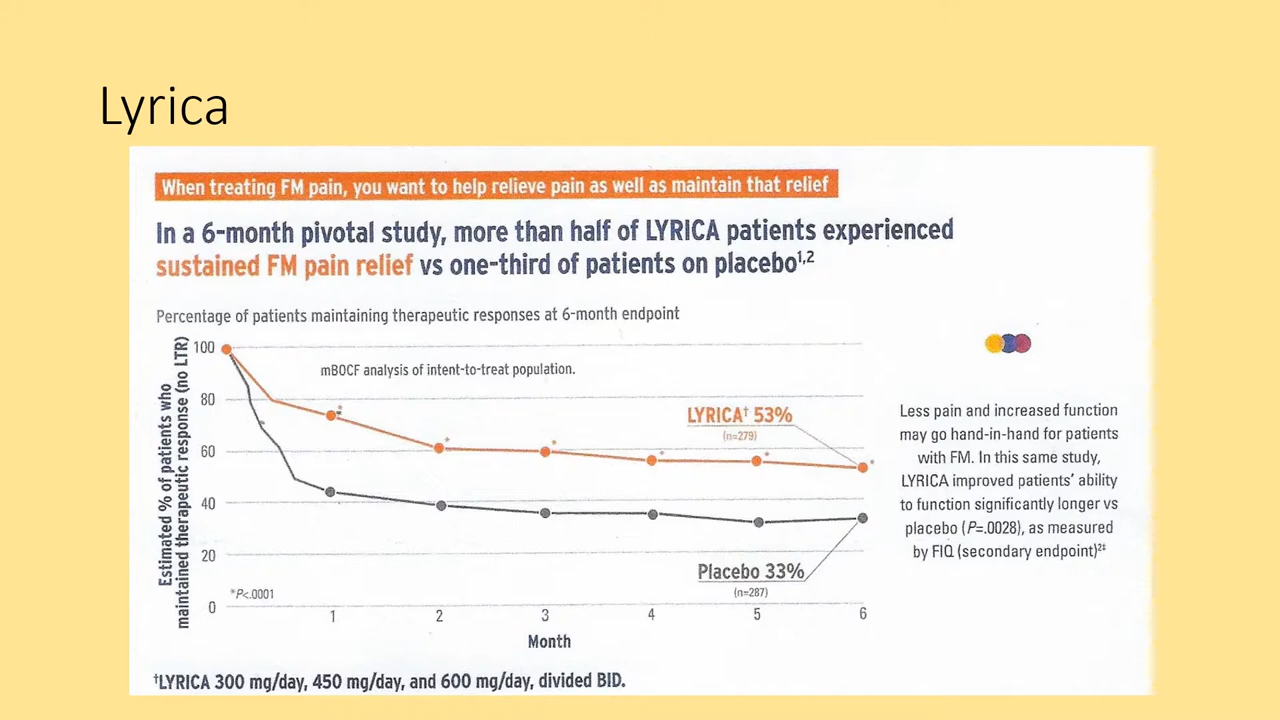 Lyrica
When treating FM pain, you want to help relieve pain as well as maintain that relief
In a 6-month pivotal study, more than half of LYRICA patients experienced
sustained FM pain relief vs one-third of patients on placebo1,2
Percentage of patients maintaining therapeutic responses at 6-month endpoint
Estimated % of patients who
maintained therapeutic response (no LTR)
100
80
60
40
20
0
mBOCF analysis of intent-to-treat population.
LYRICA† 53%
(n=279)
Placebo 33%
(n=287)
*P<.0001
* * * * * *
1 2 3 4 5 6
Month
Less pain and increased function
may go hand-in-hand for patients
with FM. In this same study,
LYRICA improved patients' ability
to function significantly longer vs
placebo (P=.0028), as measured
by FIQ (secondary endpoint)2‡
†LYRICA 300 mg/day, 450 mg/day, and 600 mg/day, divided BID.